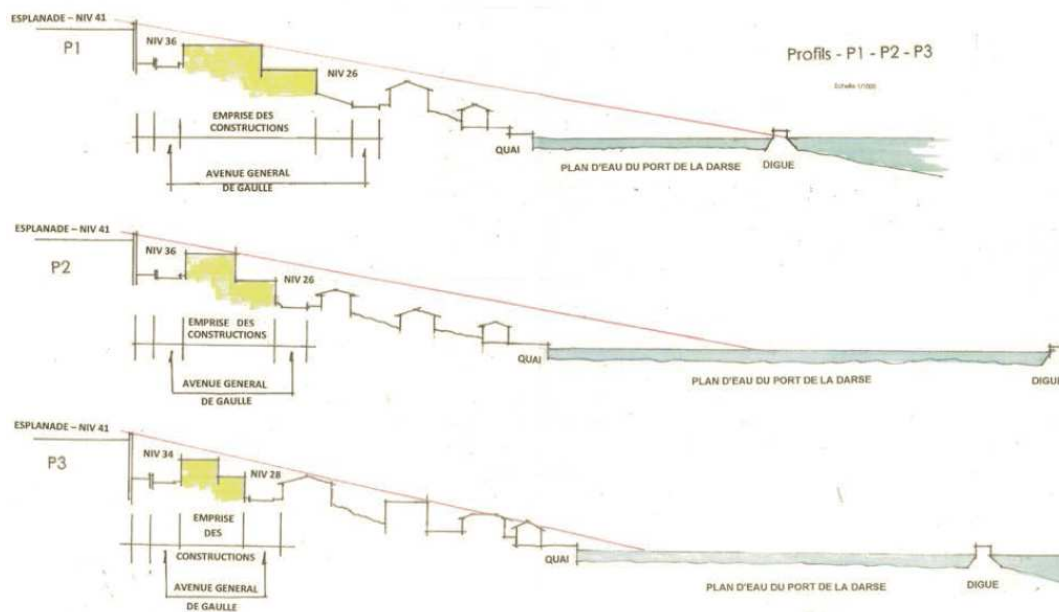 ESPLANADE – NIV 41
P1
NIV 36
NIV 26
Profils - P1 - P2 - P3
EMPRISE DES
CONSTRUCTIONS
AVENUE GENERAL
DE GAULLE
QUAI
PLAN D'EAU DU PORT DE LA DARSE
DIGUE
ESPLANADE – NIV 41
P2
NIV 36
NIV 26
EMPRISE DES
CONSTRUCTIONS
AVENUE GENERAL
DE GAULLE
QUAI
PLAN D'EAU DU PORT DE LA DARSE
DIGUE
ESPLANADE – NIV 41
P3
NIV 34
NIV 28
EMPRISE
DES
CONSTRUCTIONS
AVENUE GENERAL
DE GAULLE
QUAI
PLAN D'EAU DU PORT DE LA DARSE
DIGUE